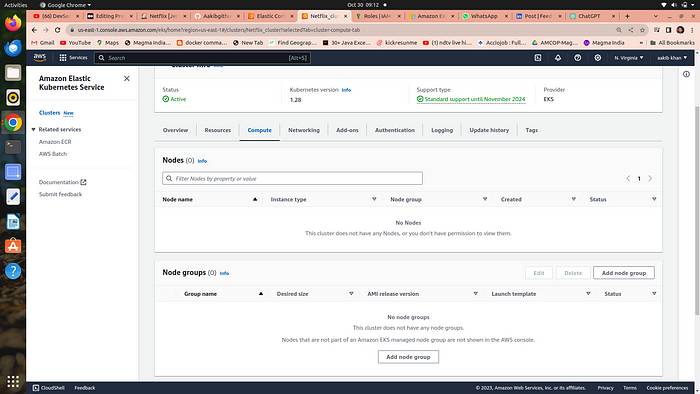 Activities
Google Chrome
Oct 30 09:12
(66) DevSec
Editing Pr
Netflix [Je
Aakibgith
Elastic Co
Netflix_clu
Roles | IAM
Amazon E
WhatsApp
Post | Feed
ChatGPT
us-east-1.console.aws.amazon.com/eks/home?region=us-east-1#/clusters/Netflix_cluster?selectedTab=cluster-compute-tab
Gmail
YouTube
Maps
Magma India...
docker comma...
New Tab
Find Geograp...
30+ Java Exce...
kickresunme
(2) ndtv live hi...
Acciojob : Full...
AMCOP-Mag...
Magma India
All Bookmarks
aws
Services
Search
[Alt+S]
N. Virginia
aakib khan
Amazon Elastic
Kubernetes Service
Clusters New
Related services
Amazon ECR
AWS Batch
Documentation
Submit feedback
Cluster info Info
Status
Active
Kubernetes version Info
1.28
Support type
Standard support until November 2024
Provider
EKS
Overview
Resources
Compute
Networking
Add-ons
Authentication
Logging
Update history
Tags
Nodes (0) Info
Filter Nodes by property or value
1
Node name
Instance type
Node group
Created
Status
No Nodes
This cluster does not have any Nodes, or you don't have permission to view them.
Node groups (0) Info
Edit
Delete
Add node group
Group name
Desired size
AMI release version
Launch template
Status
No node groups
This cluster does not have any node groups.
Nodes that are not part of an Amazon EKS managed node group are not shown in the AWS console.
Add node group
CloudShell
Feedback
© 2023, Amazon Web Services, Inc. or its affiliates.
Privacy
Terms
Cookie preferences